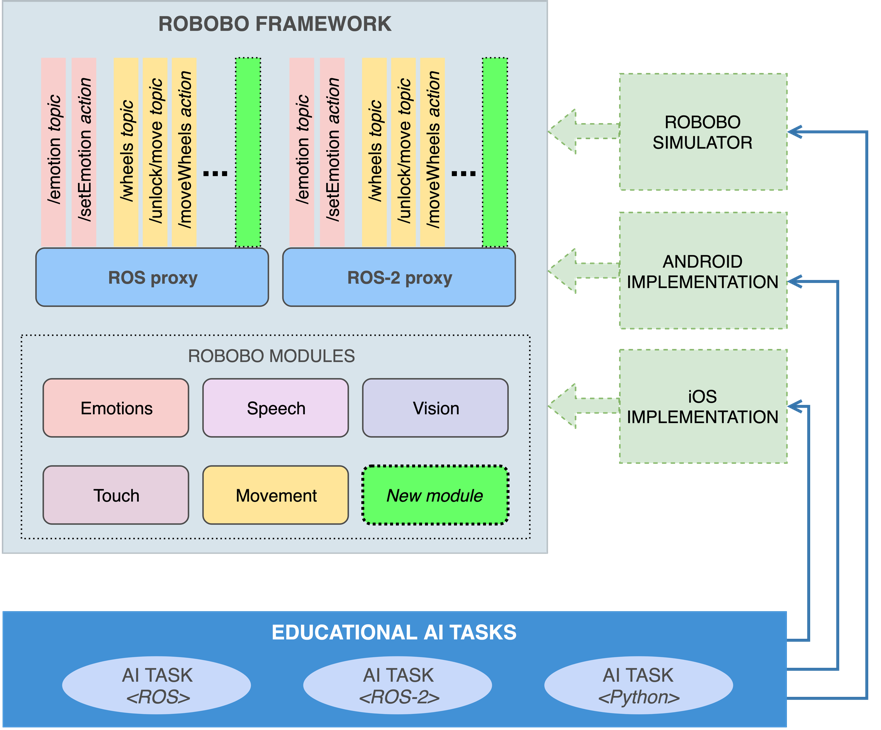 ROBOBO FRAMEWORK
/emotion topic
/setEmotion action
/wheels topic
/unlock/move topic
/moveWheels action
...
/emotion topic
/setEmotion action
/wheels topic
/unlock/move topic
/moveWheels action
...
ROS proxy
ROS-2 proxy
ROBOBO MODULES
Emotions
Speech
Vision
Touch
Movement
New module
ROBOBO
SIMULATOR
ANDROID
IMPLEMENTATION
iOS
IMPLEMENTATION
EDUCATIONAL AI TASKS
AI TASK
<ROS>
AI TASK
<ROS-2>
AI TASK
<Python>